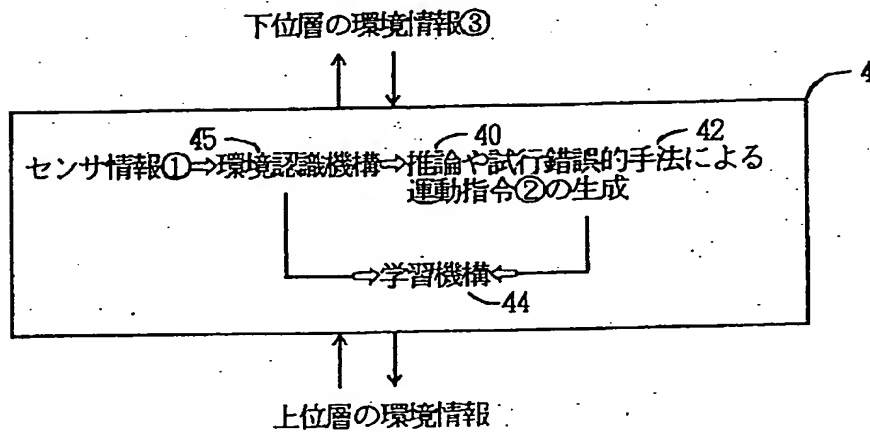 下位層の環境情報③
4
45
40
42
センサ情報①⇒環境認識機構⇒推論や試行錯誤的手法による
運動指令②の生成
⇒学習機構⇐
44
上位層の環境情報